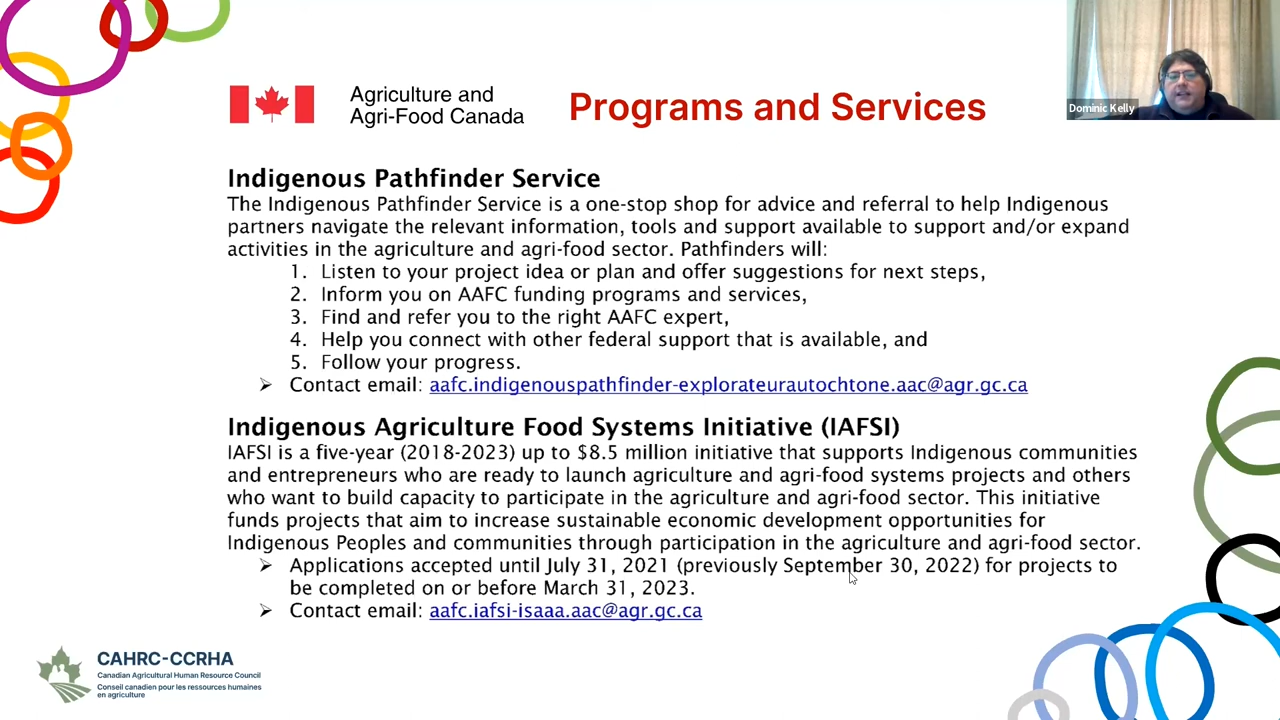 Agriculture and
Agri-Food Canada
Programs and Services
Dominic Kelly
Indigenous Pathfinder Service
The Indigenous Pathfinder Service is a one-stop shop for advice and referral to help Indigenous
partners navigate the relevant information, tools and support available to support and/or expand
activities in the agriculture and agri-food sector. Pathfinders will:
1. Listen to your project idea or plan and offer suggestions for next steps,
2. Inform you on AAFC funding programs and services,
3. Find and refer you to the right AAFC expert,
4. Help you connect with other federal support that is available, and
5. Follow your progress.
➢ Contact email: aafc.indigenouspathfinder-explorateurautochtone.aac@agr.gc.ca
Indigenous Agriculture Food Systems Initiative (IAFSI)
IAFSI is a five-year (2018-2023) up to $8.5 million initiative that supports Indigenous communities
and entrepreneurs who are ready to launch agriculture and agri-food systems projects and others
who want to build capacity to participate in the agriculture and agri-food sector. This initiative
funds projects that aim to increase sustainable economic development opportunities for
Indigenous Peoples and communities through participation in the agriculture and agri-food sector.
➢ Applications accepted until July 31, 2021 (previously September 30, 2022) for projects to
be completed on or before March 31, 2023.
➢ Contact email: aafc.iafsi-isaaa.aac@agr.gc.ca
CAHRC-CCRHA
Canadian Agricultural Human Resource Council
Conseil canadien pour les ressources humaines
en agriculture